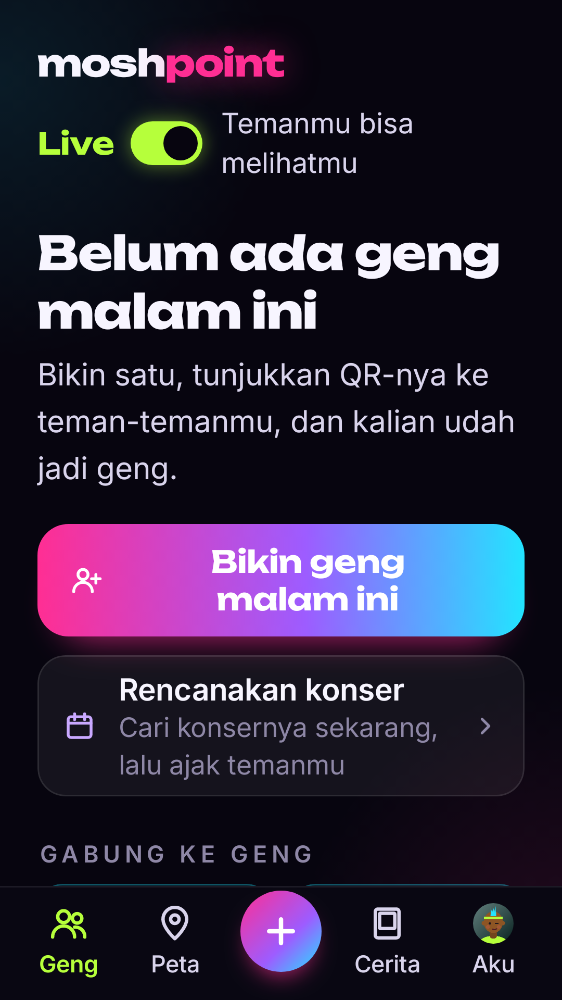 moshpoint
Live
Temanmu bisa
melihatmu
Belum ada geng
malam ini
Bikin satu, tunjukkan QR-nya ke
teman-temanmu, dan kalian udah
jadi geng.
Bikin geng
malam ini
Rencanakan konser
Cari konsernya sekarang,
lalu ajak temanmu
GABUNG KE GENG
Geng
Peta
Cerita
Aku